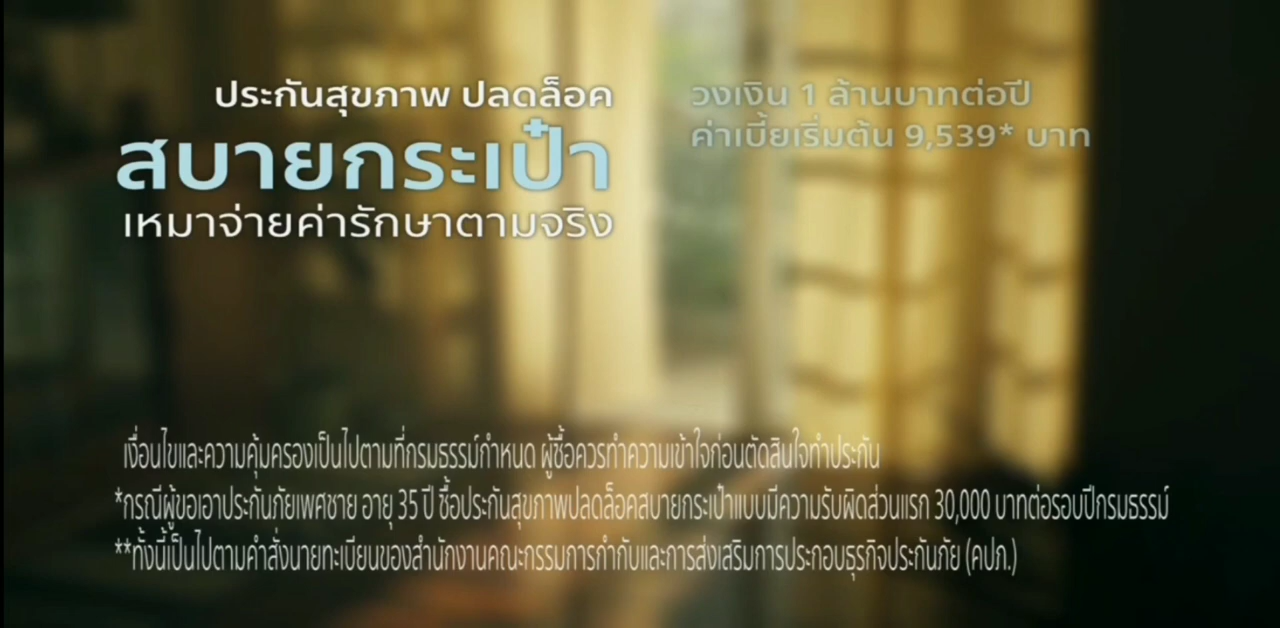 ประกันสุขภาพ ปลดล็อค
สบายกระเป๋า
เหมาจ่ายค่ารักษาตามจริง
วงเงิน 1 ล้านบาทต่อปี
ค่าเบี้ยเริ่มต้น 9,539* บาท
เงื่อนไขและความคุ้มครองเป็นไปตามที่กรมธรรม์กำหนด ผู้ซื้อควรทำความเข้าใจก่อนตัดสินใจทำประกัน
*กรณีผู้ขอเอาประกันภัยเพศชาย อายุ 35 ปี ซื้อประกันสุขภาพปลดล็อคสบายกระเป๋าแบบมีความรับผิดส่วนแรก 30,000 บาทต่อรอบปีกรมธรรม์
**ทั้งนี้เป็นไปตามคำสั่งนายทะเบียนของสำนักงานคณะกรรมการกำกับและการส่งเสริมการประกอบธุรกิจประกันภัย (คปภ.)